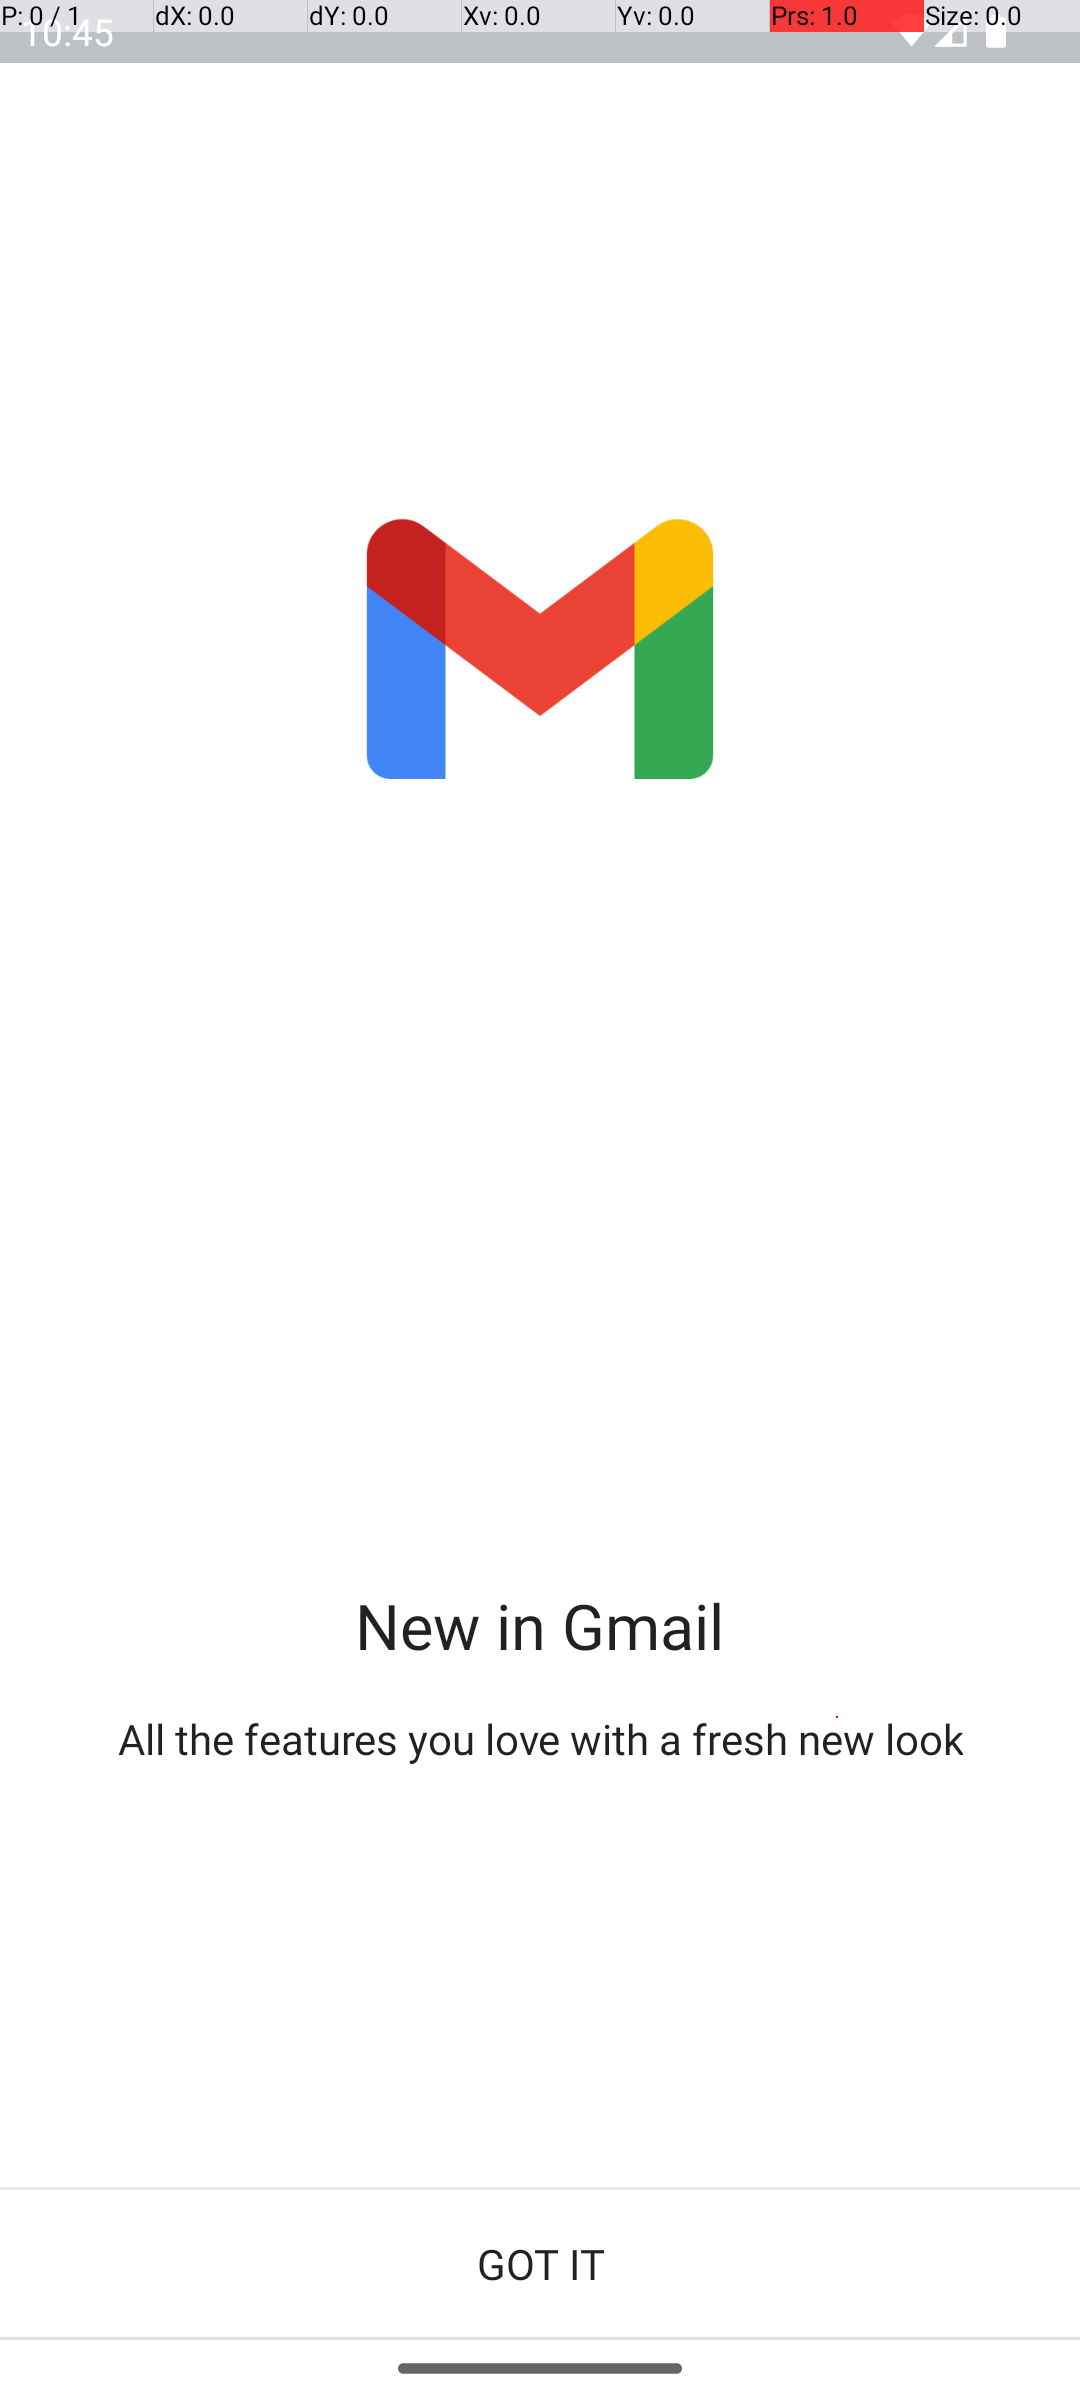 P: 0 / 1 dX: 0.0 dY: 0.0 Xv: 0.0 Yv: 0.0 Prs: 1.0 Size: 0.0
10:45
New in Gmail
All the features you love with a fresh new look
GOT IT